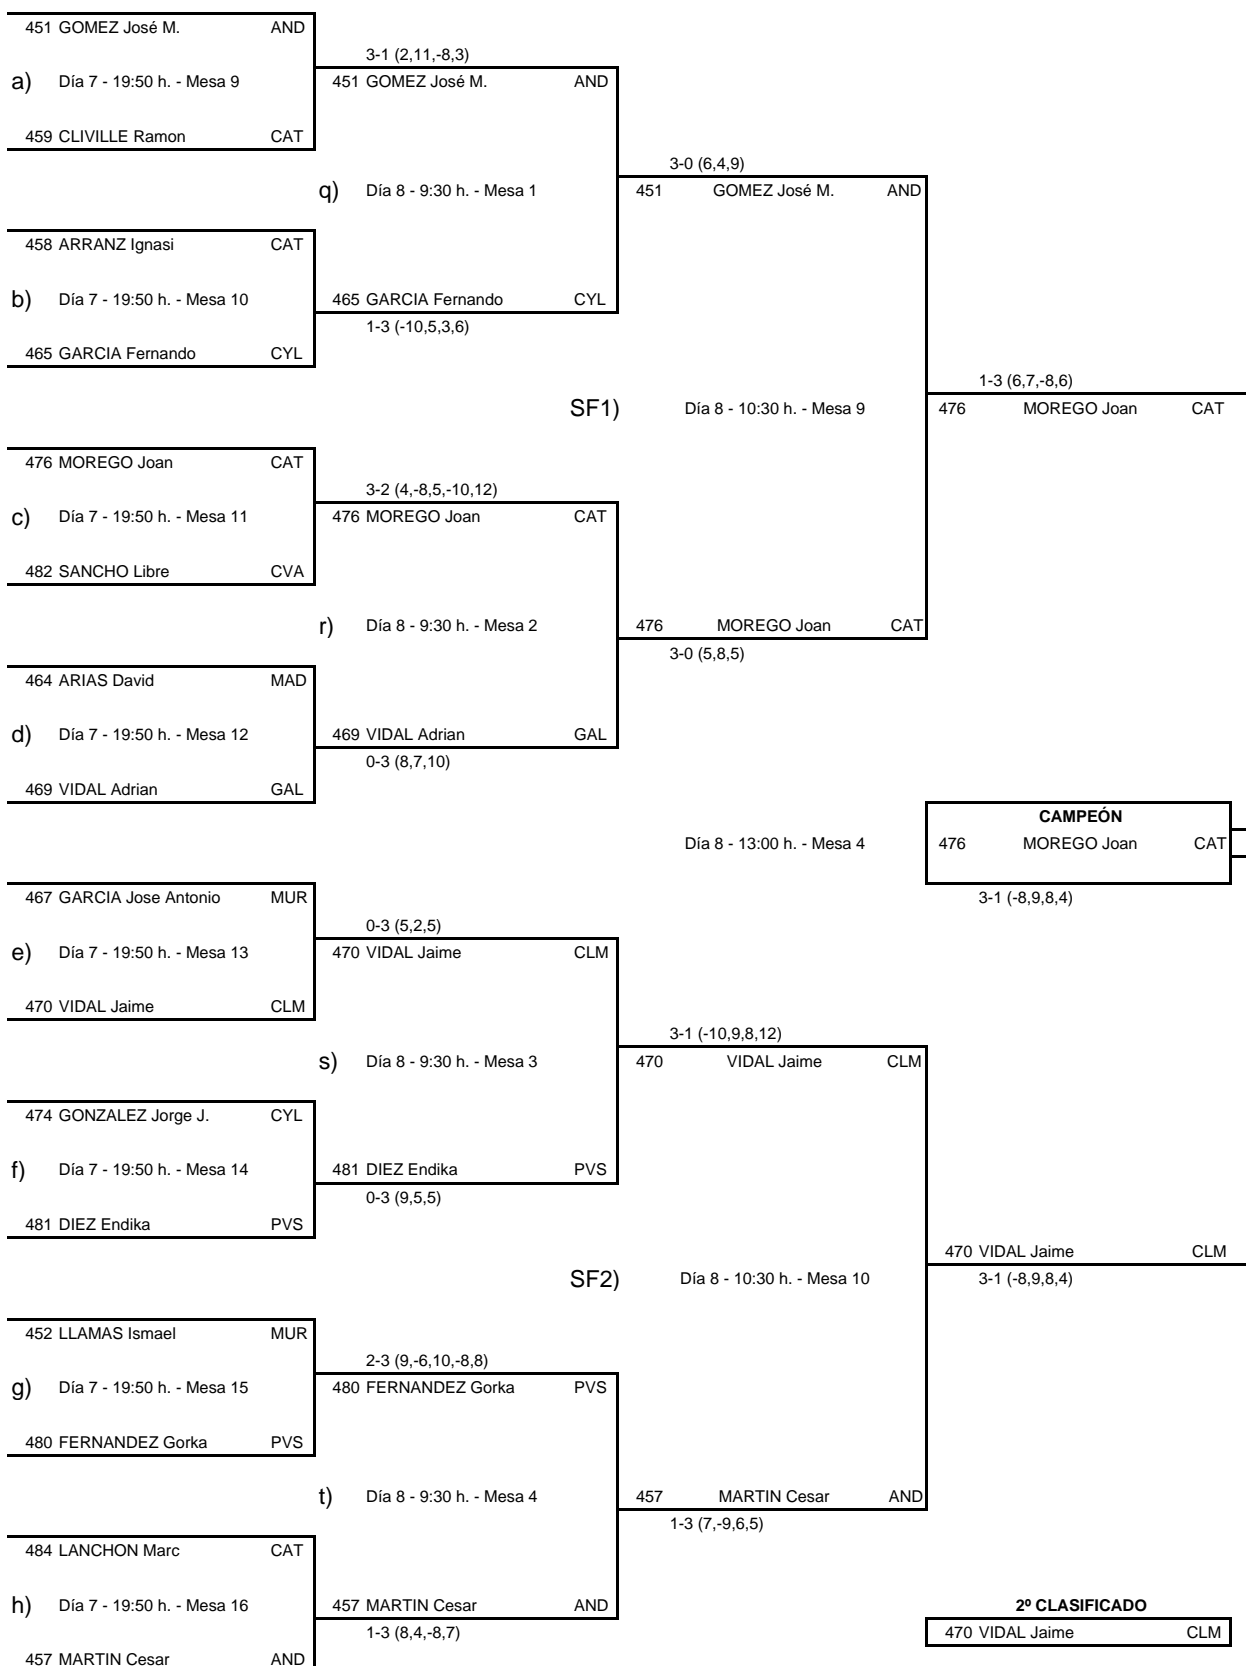 451 GOMEZ José M. AND
3-1 (2,11,-8,3)
a) Día 7 - 19:50 h. - Mesa 9 451 GOMEZ José M. AND
459 CLIVILLE Ramon CAT
3-0 (6,4,9)
q) Día 8 - 9:30 h. - Mesa 1 451 GOMEZ José M. AND
458 ARRANZ Ignasi CAT
b) Día 7 - 19:50 h. - Mesa 10 465 GARCIA Fernando CYL
1-3 (-10,5,3,6)
465 GARCIA Fernando CYL
1-3 (6,7,-8,6)
SF1) Día 8 - 10:30 h. - Mesa 9 476 MOREGO Joan CAT
476 MOREGO Joan CAT
3-2 (4,-8,5,-10,12)
c) Día 7 - 19:50 h. - Mesa 11 476 MOREGO Joan CAT
482 SANCHO Libre CVA
r) Día 8 - 9:30 h. - Mesa 2 476 MOREGO Joan CAT
3-0 (5,8,5)
464 ARIAS David MAD
d) Día 7 - 19:50 h. - Mesa 12 469 VIDAL Adrian GAL
0-3 (8,7,10)
469 VIDAL Adrian GAL
CAMPEÓN
Día 8 - 13:00 h. - Mesa 4 476 MOREGO Joan CAT
467 GARCIA Jose Antonio MUR
3-1 (-8,9,8,4)
0-3 (5,2,5)
e) Día 7 - 19:50 h. - Mesa 13 470 VIDAL Jaime CLM
470 VIDAL Jaime CLM
3-1 (-10,9,8,12)
s) Día 8 - 9:30 h. - Mesa 3 470 VIDAL Jaime CLM
474 GONZALEZ Jorge J. CYL
f) Día 7 - 19:50 h. - Mesa 14 481 DIEZ Endika PVS
0-3 (9,5,5)
481 DIEZ Endika PVS
470 VIDAL Jaime CLM
SF2) Día 8 - 10:30 h. - Mesa 10 3-1 (-8,9,8,4)
452 LLAMAS Ismael MUR
2-3 (9,-6,10,-8,8)
g) Día 7 - 19:50 h. - Mesa 15 480 FERNANDEZ Gorka PVS
480 FERNANDEZ Gorka PVS
t) Día 8 - 9:30 h. - Mesa 4 457 MARTIN Cesar AND
1-3 (7,-9,6,5)
484 LANCHON Marc CAT
h) Día 7 - 19:50 h. - Mesa 16 457 MARTIN Cesar AND
2º CLASIFICADO
1-3 (8,4,-8,7)
470 VIDAL Jaime CLM
457 MARTIN Cesar AND